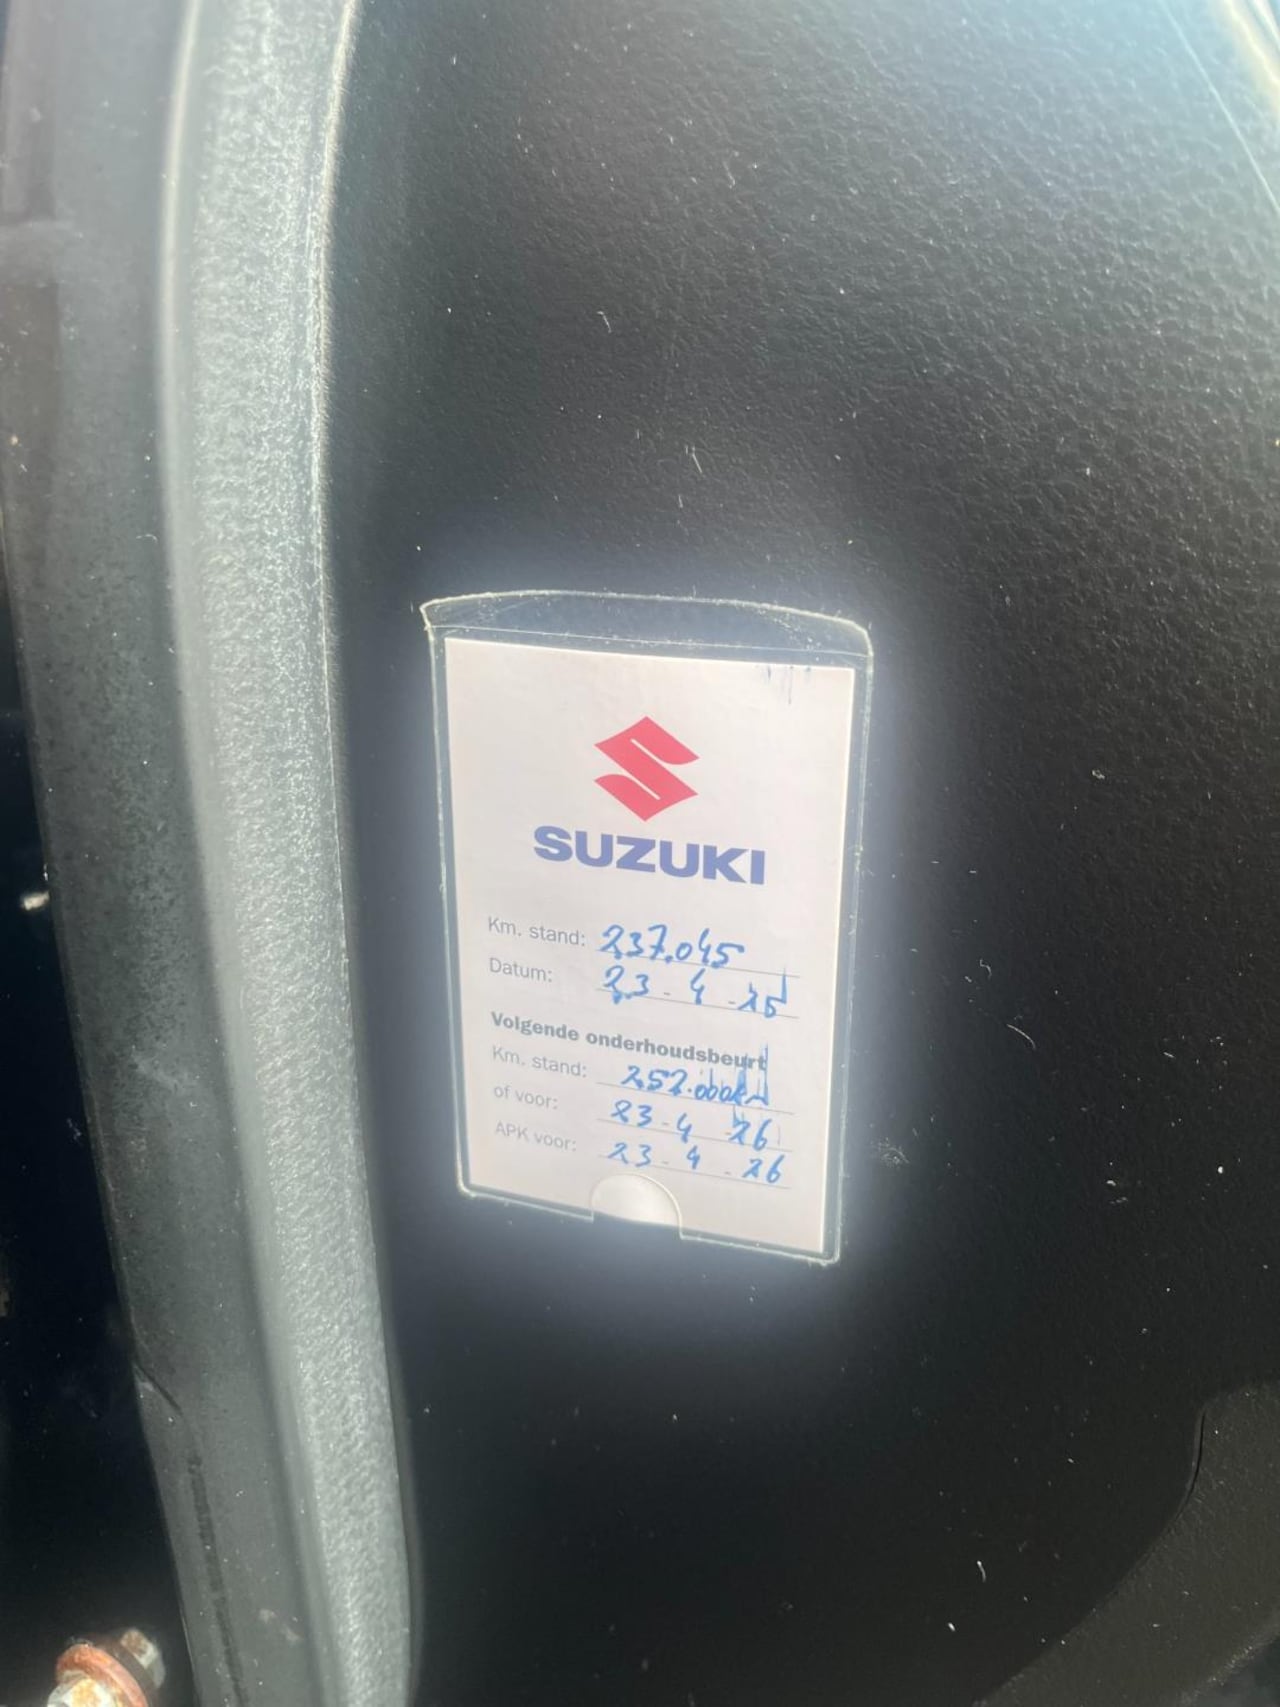 SUZUKI
Km. stand: 237.045
Datum: 23-4-25
Volgende onderhoudsbeurt
Km. stand: 252.000km
of voor: 23-4-26
APK voor: 23-4-26